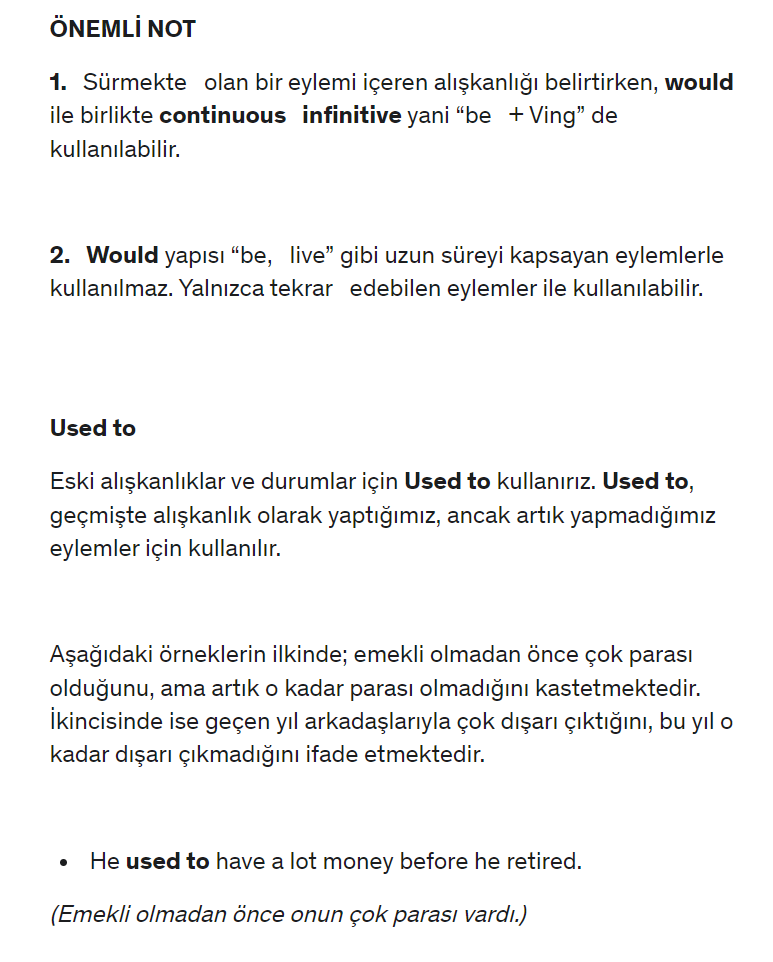 ÖNEMLİ NOT
1. Sürmekte olan bir eylemi içeren alışkanlığı belirtirken, would
ile birlikte continuous infinitive yani “be + Ving” de
kullanılabilir.
2. Would yapısı “be, live” gibi uzun süreyi kapsayan eylemlerle
kullanılmaz. Yalnızca tekrar edebilen eylemler ile kullanılabilir.
Used to
Eski alışkanlıklar ve durumlar için Used to kullanırız. Used to,
geçmişte alışkanlık olarak yaptığımız, ancak artık yapmadığımız
eylemler için kullanılır.
Aşağıdaki örneklerin ilkinde; emekli olmadan önce çok parası
olduğunu, ama artık o kadar parası olmadığını kastetmektedir.
İkincisinde ise geçen yıl arkadaşlarıyla çok dışarı çıktığını, bu yıl o
kadar dışarı çıkmadığını ifade etmektedir.
• He used to have a lot money before he retired.
(Emekli olmadan önce onun çok parası vardı.)